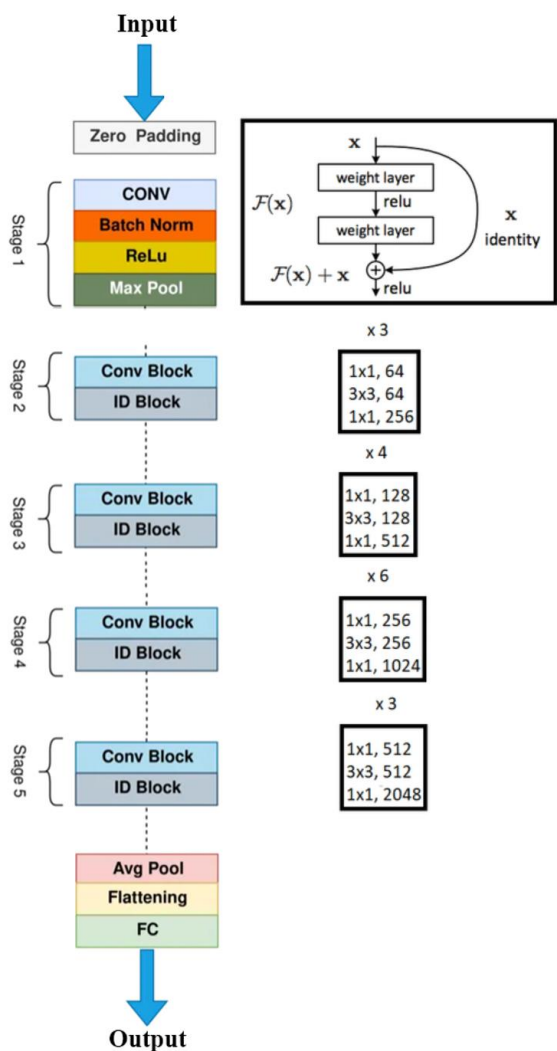 Input
Zero Padding
Stage 1
CONV
Batch Norm
ReLu
Max Pool
x
weight layer
F(x)
relu
weight layer
x
identity
F(x) + x
+
relu
x 3
Stage 2
Conv Block
ID Block
1x1, 64
3x3, 64
1x1, 256
x 4
Stage 3
Conv Block
ID Block
1x1, 128
3x3, 128
1x1, 512
x 6
Stage 4
Conv Block
ID Block
1x1, 256
3x3, 256
1x1, 1024
x 3
Stage 5
Conv Block
ID Block
1x1, 512
3x3, 512
1x1, 2048
Avg Pool
Flattening
FC
Output